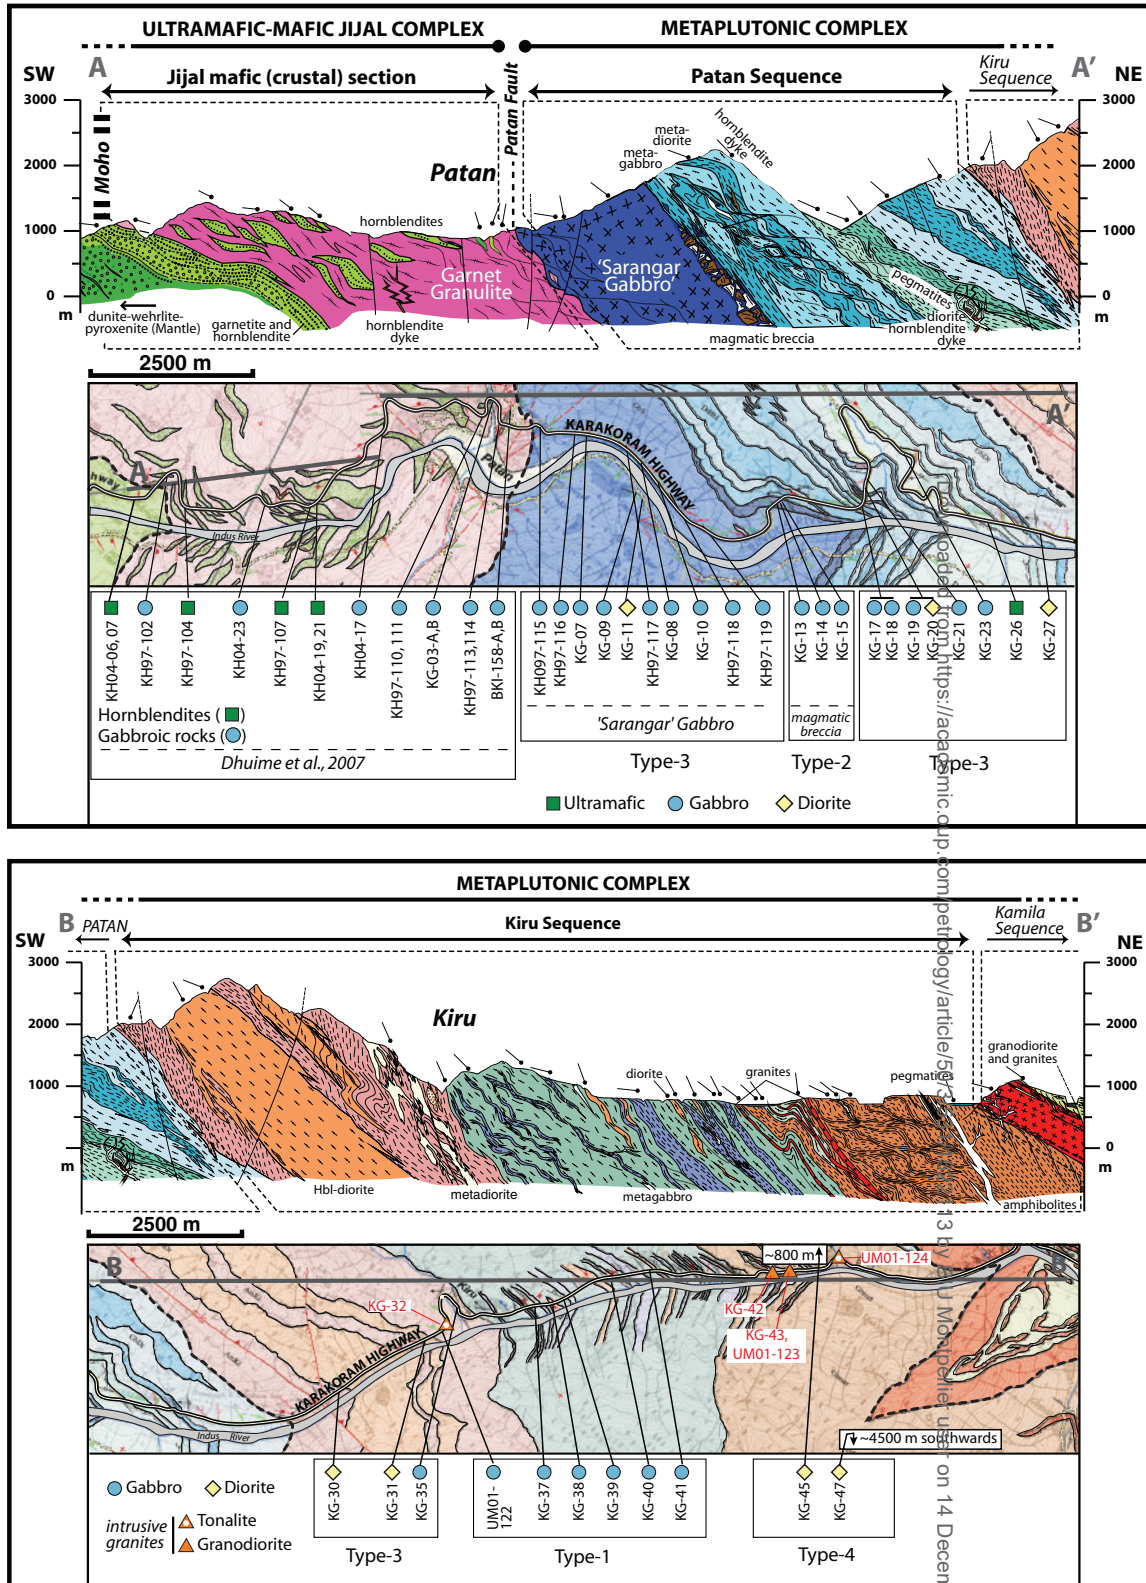 ULTRAMAFIC-MAFIC JIJAL COMPLEX
METAPLUTONIC COMPLEX
SW
A
Jijal mafic (crustal) section
Patan Fault
Patan Sequence
Kiru
Sequence
A'
NE
3000
2000
1000
0
m
Moho
Patan
hornblendites
meta-
gabbro
meta-
diorite
hornblendite
dyke
3000
2000
1000
0
m
Garnet
Granulite
'Sarangar
Gabbro'
pegmatites
dunite-wehrlite-
pyroxenite (Mantle)
garnetite and
hornblendite
hornblendite
dyke
magmatic breccia
diorite
hornblendite
dyke
2500 m
A
A'
KARAKORAM HIGHWAY
Patan
Indus River
KH04-06, 07
KH97-102
KH97-104
KH04-23
KH97-107
KH04-19, 21
KH04-17
KH97-110, 111
KG-03-A,B
KH97-113, 114
BKI-158-A,B
KH097-115
KH97-116
KG-07
KG-09
KG-11
KH97-117
KG-08
KG-10
KH97-118
KH97-119
KG-13
KG-14
KG-15
KG-17
KG-18
KG-19
KG-20
KG-21
KG-23
KG-26
KG-27
Hornblendites ( )
Gabbroic rocks ( )
Dhuime et al., 2007
'Sarangar' Gabbro
magmatic
breccia
Type-3
Type-2
Type-3
Ultramafic
Gabbro
Diorite
METAPLUTONIC COMPLEX
B
PATAN
Kiru Sequence
Kamila
Sequence
B'
SW
NE
3000
2000
1000
0
m
Kiru
diorite
granites
pegmatite
granodiorite
and granites
3000
2000
1000
0
m
Hbl-diorite
metadiorite
metagabbro
amphibolites
2500 m
B
~800 m
UM01-124
KG-32
Kiru
KG-42
KG-43,
UM01-123
KARAKORAM HIGHWAY
Indus River
~4500 m southwards
Gabbro
Diorite
intrusive
granites
Tonalite
Granodiorite
KG-30
KG-31
KG-35
UM01-
122
KG-37
KG-38
KG-39
KG-40
KG-41
KG-45
KG-47
Type-3
Type-1
Type-4